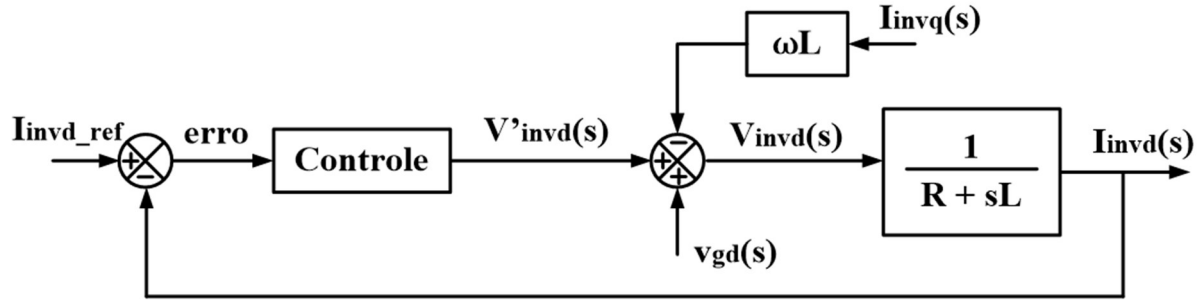 Iinvq(s)
ωL
Iinvd_ref
erro
Controle
V'invd(s)
Vinvd(s)
1
R + sL
Iinvd(s)
vgd(s)
+
−
−
+
+